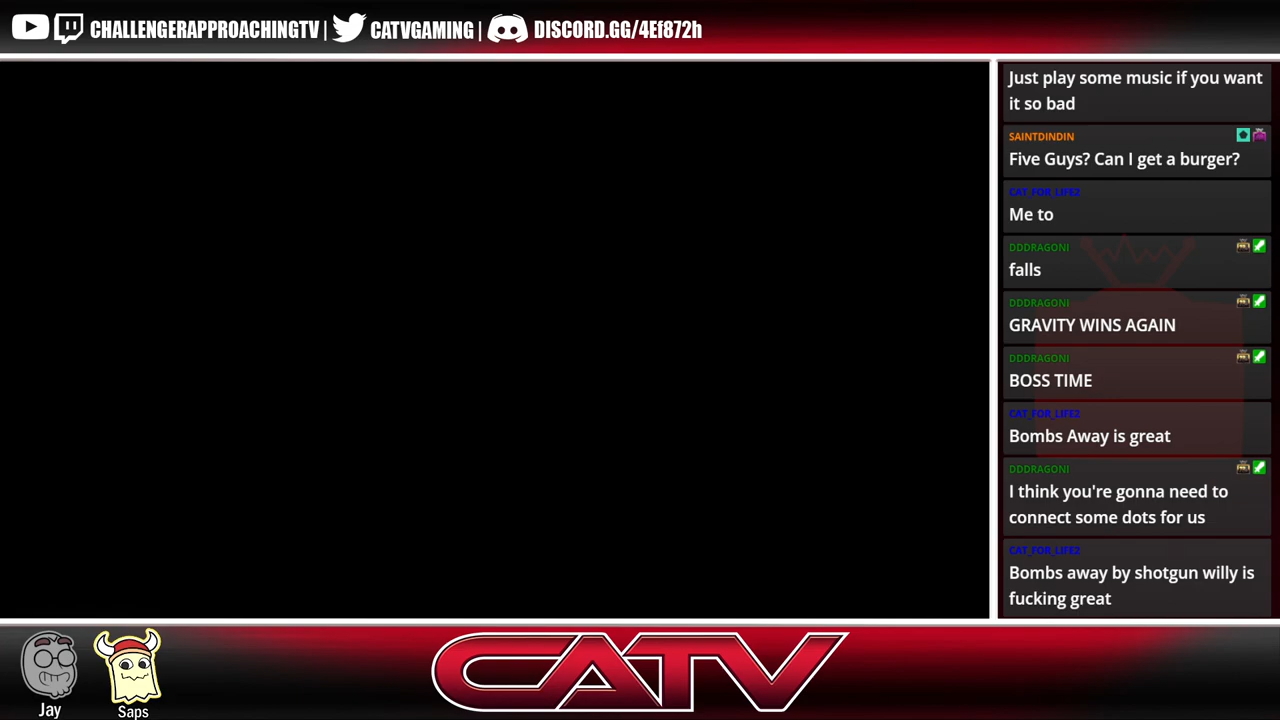 CHALLENGERAPPROACHINGTV | CATVGAMING | DISCORD.GG/4Ef872h
Just play some music if you want
it so bad
SAINTDINDIN
Five Guys? Can I get a burger?
CAT_FOR_LIFE2
Me to
DDDRAGONI
falls
DDDRAGONI
GRAVITY WINS AGAIN
DDDRAGONI
BOSS TIME
CAT_FOR_LIFE2
Bombs Away is great
DDDRAGONI
I think you're gonna need to
connect some dots for us
CAT_FOR_LIFE2
Bombs away by shotgun willy is
fucking great
CATV
Jay
Saps